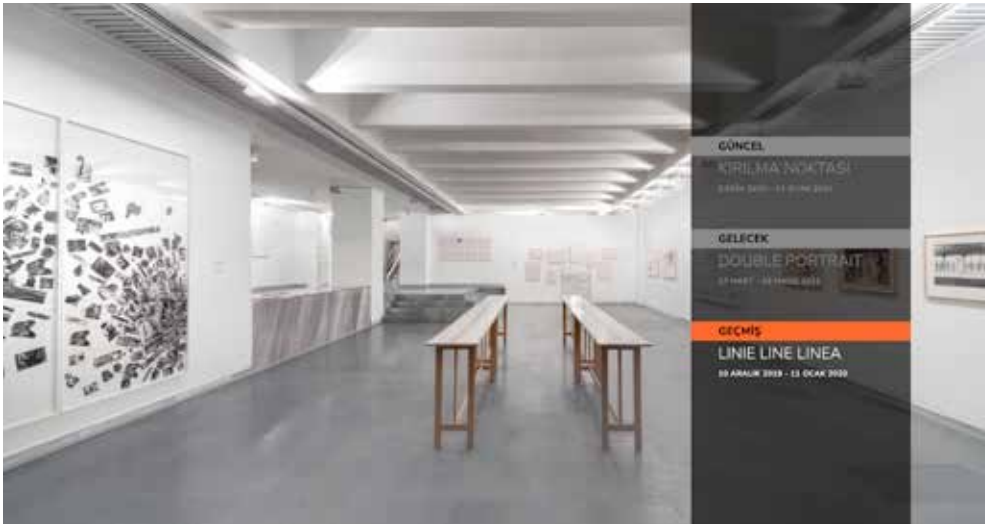 GÜNCEL
KIRILMA NOKTASI
GELECEK
DOUBLE PORTRAIT
GEÇMİŞ
LINIE LINE LINEA
10 ARALIK 2019 - 11 OCAK 2020